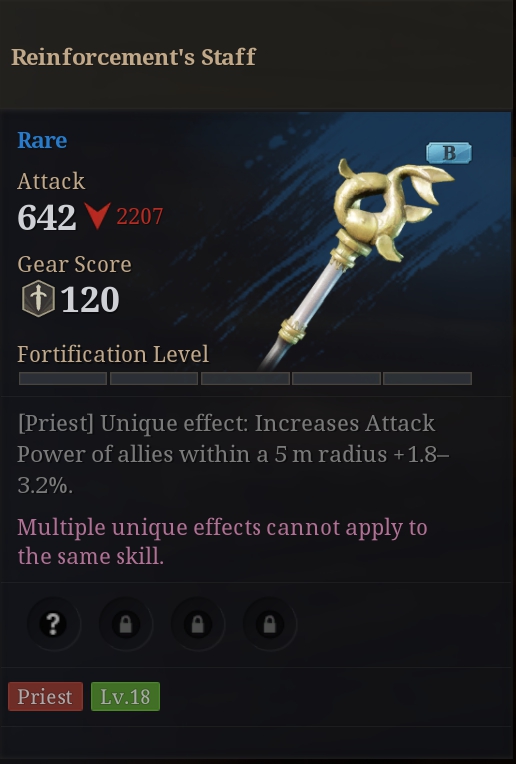 Reinforcement's Staff
Rare
B
Attack
642 2207
Gear Score
120
Fortification Level
[Priest] Unique effect: Increases Attack
Power of allies within a 5 m radius +1.8–
3.2%.
Multiple unique effects cannot apply to
the same skill.
?
Priest Lv.18